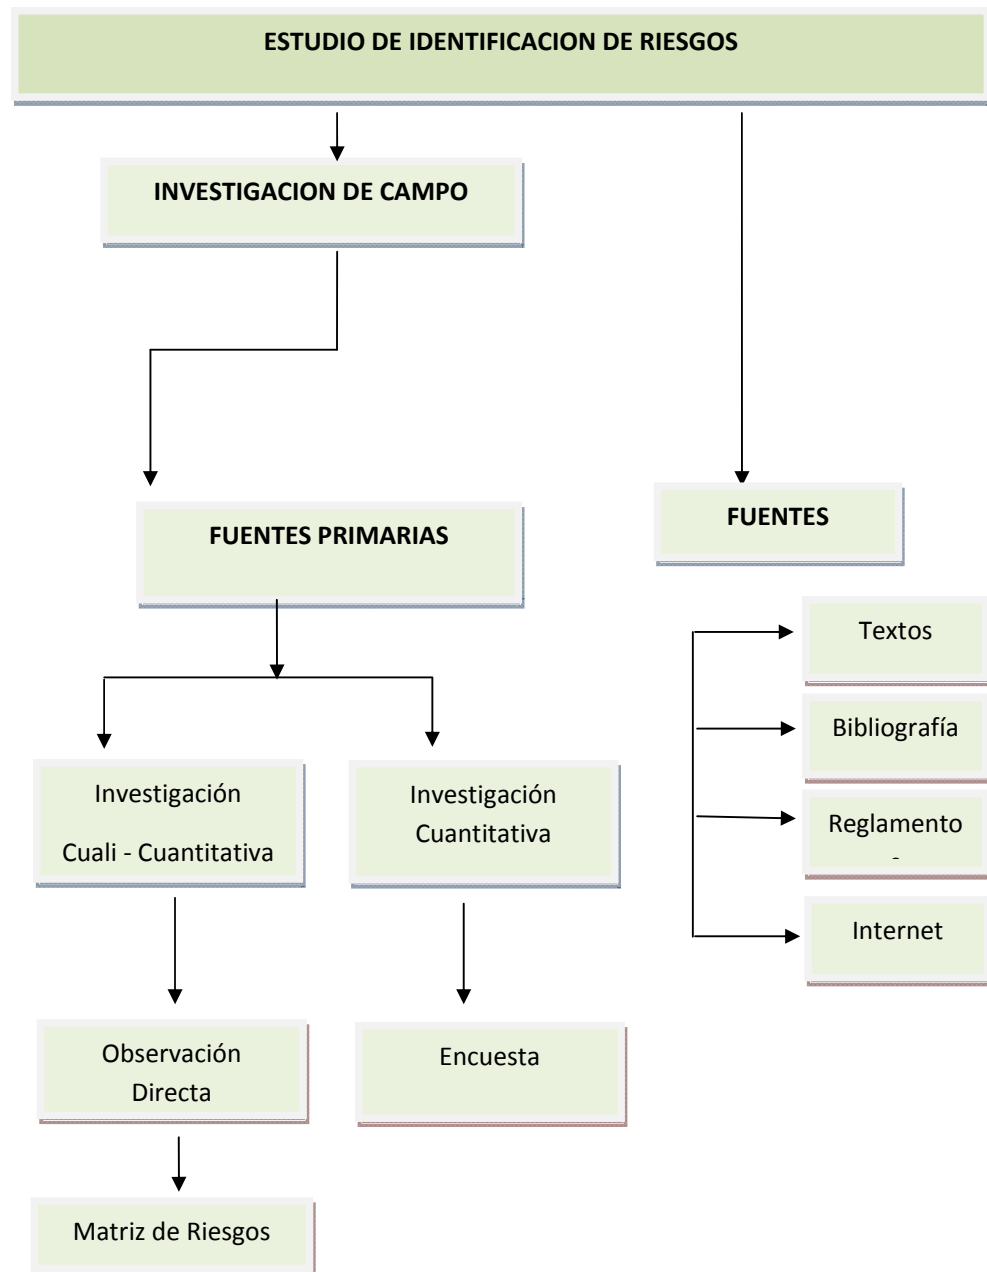 ESTUDIO DE IDENTIFICACION DE RIESGOS
INVESTIGACION DE CAMPO
FUENTES PRIMARIAS
FUENTES
Textos
Bibliografía
Reglamento
Internet
Investigación
Cuali - Cuantitativa
Investigación
Cuantitativa
Observación
Directa
Encuesta
Matriz de Riesgos